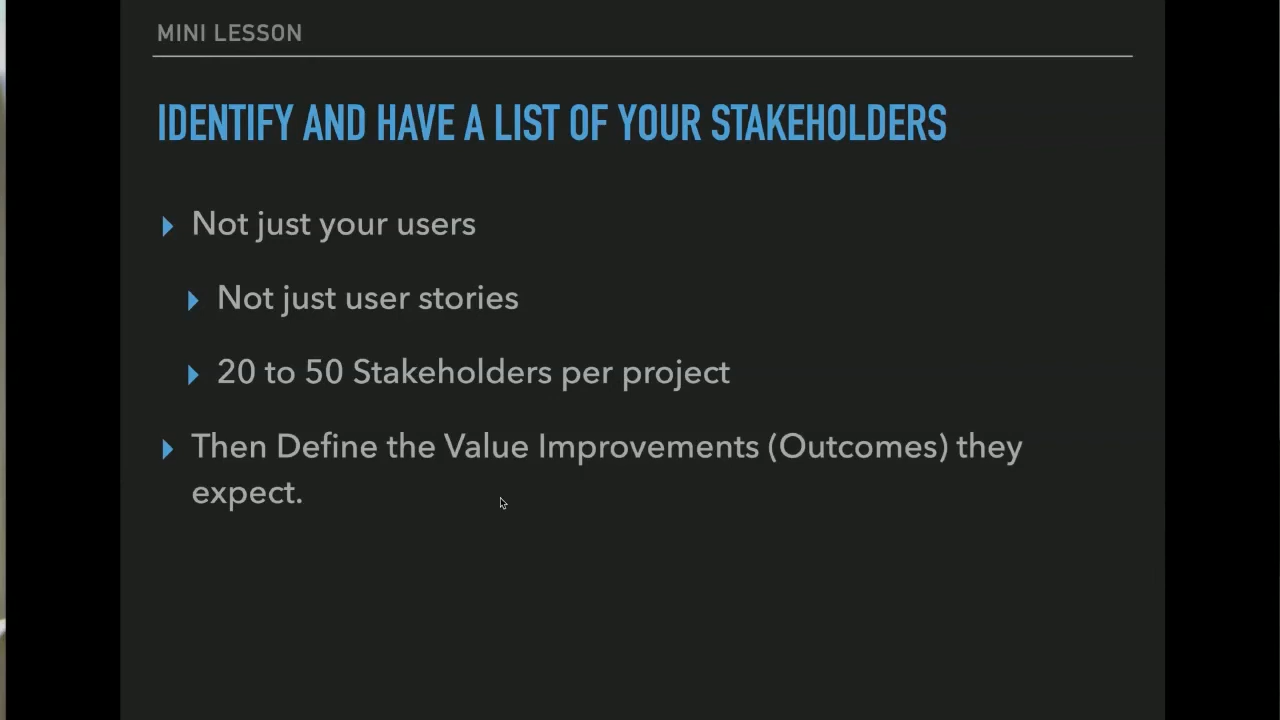 MINI LESSON
IDENTIFY AND HAVE A LIST OF YOUR STAKEHOLDERS
Not just your users
Not just user stories
20 to 50 Stakeholders per project
Then Define the Value Improvements (Outcomes) they
expect.